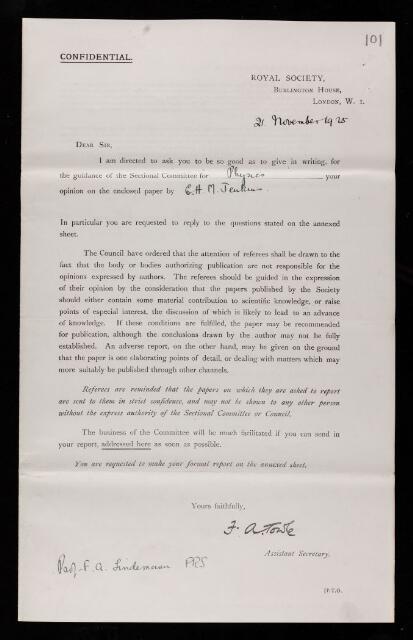 101
CONFIDENTIAL.
ROYAL SOCIETY,
BURLINGTON HOUSE,
LONDON, W. 1.
21 November 1925
DEAR SIR,
I am directed to ask you to be so good as to give in writing, for
the guidance of the Sectional Committee for Physics your
opinion on the enclosed paper by C.H.M. Jenkins.
In particular you are requested to reply to the questions stated on the annexed
sheet.
The Council have ordered that the attention of referees shall be drawn to the
fact that the body or bodies authorizing publication are not responsible for the
opinions expressed by authors. The referees should be guided in the expression
of their opinion by the consideration that the papers published by the Society
should either contain some material contribution to scientific knowledge, or raise
points of especial interest, the discussion of which is likely to lead to an advance
of knowledge. If these conditions are fulfilled, the paper may be recommended
for publication, although the conclusions drawn by the author may not be fully
established. An adverse report, on the other hand, may be given on the ground
that the paper is one elaborating points of detail, or dealing with matters which may
more suitably be published through other channels.
Referees are reminded that the papers on which they are asked to report
are sent to them in strict confidence, and may not be shown to any other person
without the express authority of the Sectional Committee or Council.
The business of the Committee will be much facilitated if you can send in
your report, addressed here as soon as possible.
You are requested to make your formal report on the annexed sheet.
Yours faithfully,
F. A. Towle
Assistant Secretary.
Prof. F. A. Lindemann FRS
[P.T.O.